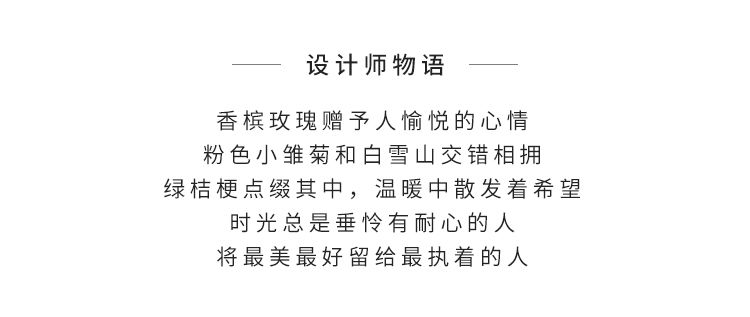 设计师物语
香槟玫瑰赠予人愉悦的心情
粉色小雏菊和白雪山交错相拥
绿桔梗点缀其中，温暖中散发着希望
时光总是垂怜有耐心的人
将最美最好留给最执着的人